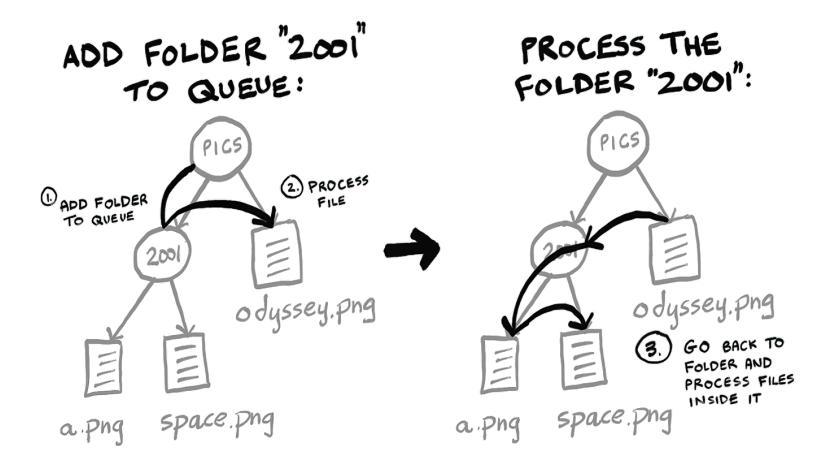 ADD FOLDER "2001"
TO QUEUE:
PICS
1. ADD FOLDER
TO QUEUE
2. PROCESS
FILE
2001
odyssey.png
a.png
space.png
PROCESS THE
FOLDER "2001":
PICS
2001
odyssey.png
3. GO BACK TO
FOLDER AND
PROCESS FILES
INSIDE IT
a.png
space.png